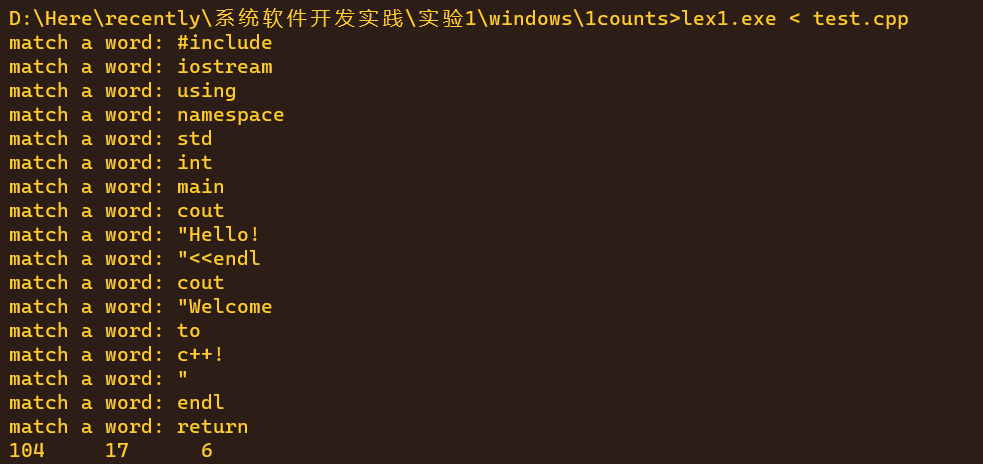 D:\Here\recently\系统软件开发实践\实验1\windows\1counts>lex1.exe < test.cpp
match a word: #include
match a word: iostream
match a word: using
match a word: namespace
match a word: std
match a word: int
match a word: main
match a word: cout
match a word: "Hello!
match a word: "<<endl
match a word: cout
match a word: "Welcome
match a word: to
match a word: c++!
match a word: "
match a word: endl
match a word: return
104     17      6